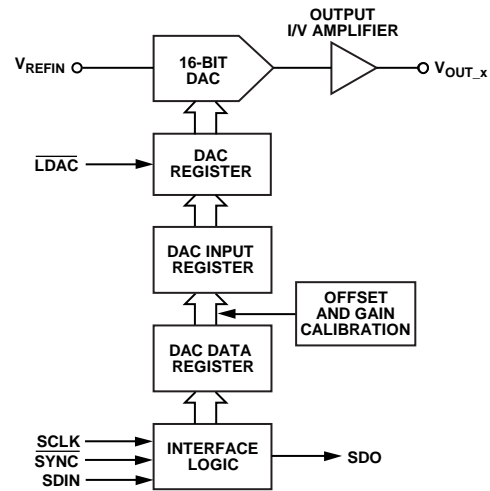 OUTPUT
I/V AMPLIFIER
VREFIN
16-BIT
DAC
VOUT_x
LDAC
DAC
REGISTER
DAC INPUT
REGISTER
OFFSET
AND GAIN
CALIBRATION
DAC DATA
REGISTER
SCLK
SYNC
SDIN
INTERFACE
LOGIC
SDO